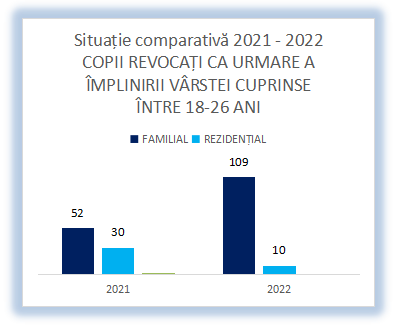 Situație comparativă 2021 - 2022
COPII REVOCAȚI CA URMARE A
ÎMPLINIRII VÂRSTEI CUPRINSE
ÎNTRE 18-26 ANI
FAMILIAL REZIDENȚIAL
109
52
30
10
2021 2022